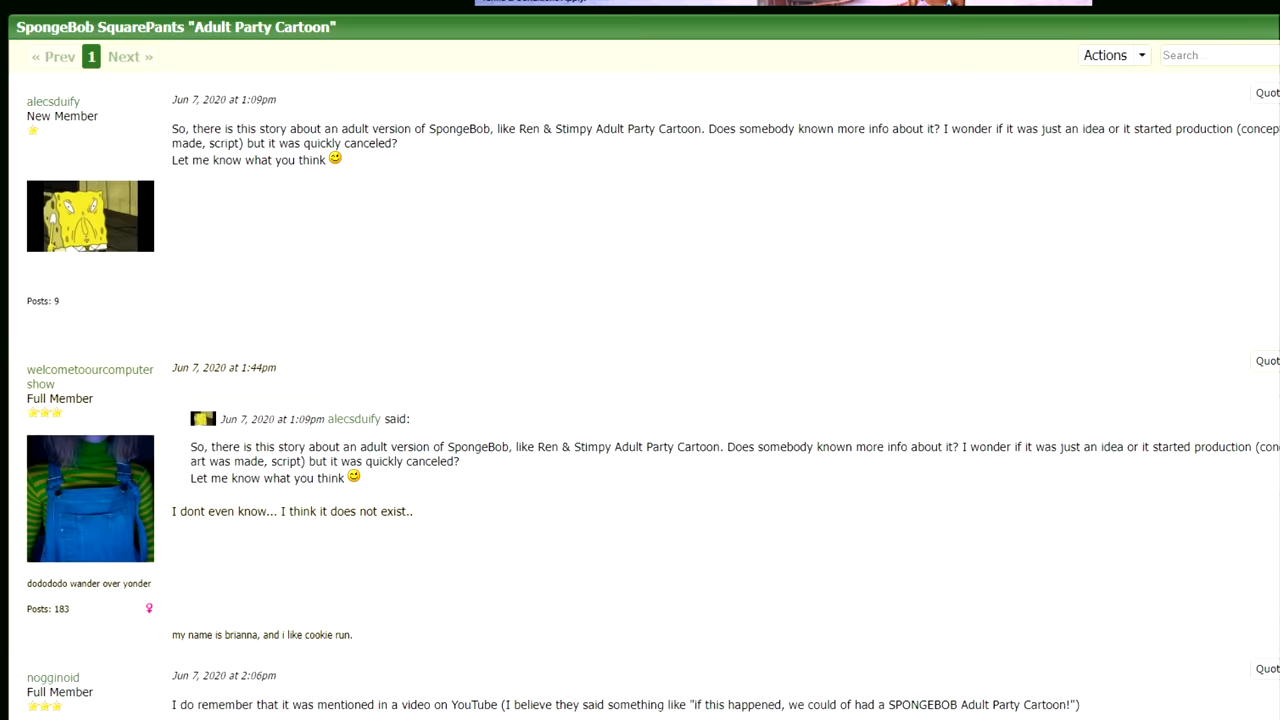 SpongeBob SquarePants "Adult Party Cartoon"
« Prev 1 Next »
Actions
Search...
alecsduify
New Member
Jun 7, 2020 at 1:09pm
Quot
So, there is this story about an adult version of SpongeBob, like Ren & Stimpy Adult Party Cartoon. Does somebody known more info about it? I wonder if it was just an idea or it started production (concep
made, script) but it was quickly canceled?
Let me know what you think
Posts: 9
welcometoourcomputer
show
Full Member
Jun 7, 2020 at 1:44pm
Quot
Jun 7, 2020 at 1:09pm alecsduify said:
So, there is this story about an adult version of SpongeBob, like Ren & Stimpy Adult Party Cartoon. Does somebody known more info about it? I wonder if it was just an idea or it started production (con
art was made, script) but it was quickly canceled?
Let me know what you think
I dont even know... I think it does not exist..
dodododo wander over yonder
Posts: 183
my name is brianna, and i like cookie run.
nogginoid
Full Member
Jun 7, 2020 at 2:06pm
Quot
I do remember that it was mentioned in a video on YouTube (I believe they said something like "if this happened, we could of had a SPONGEBOB Adult Party Cartoon!")